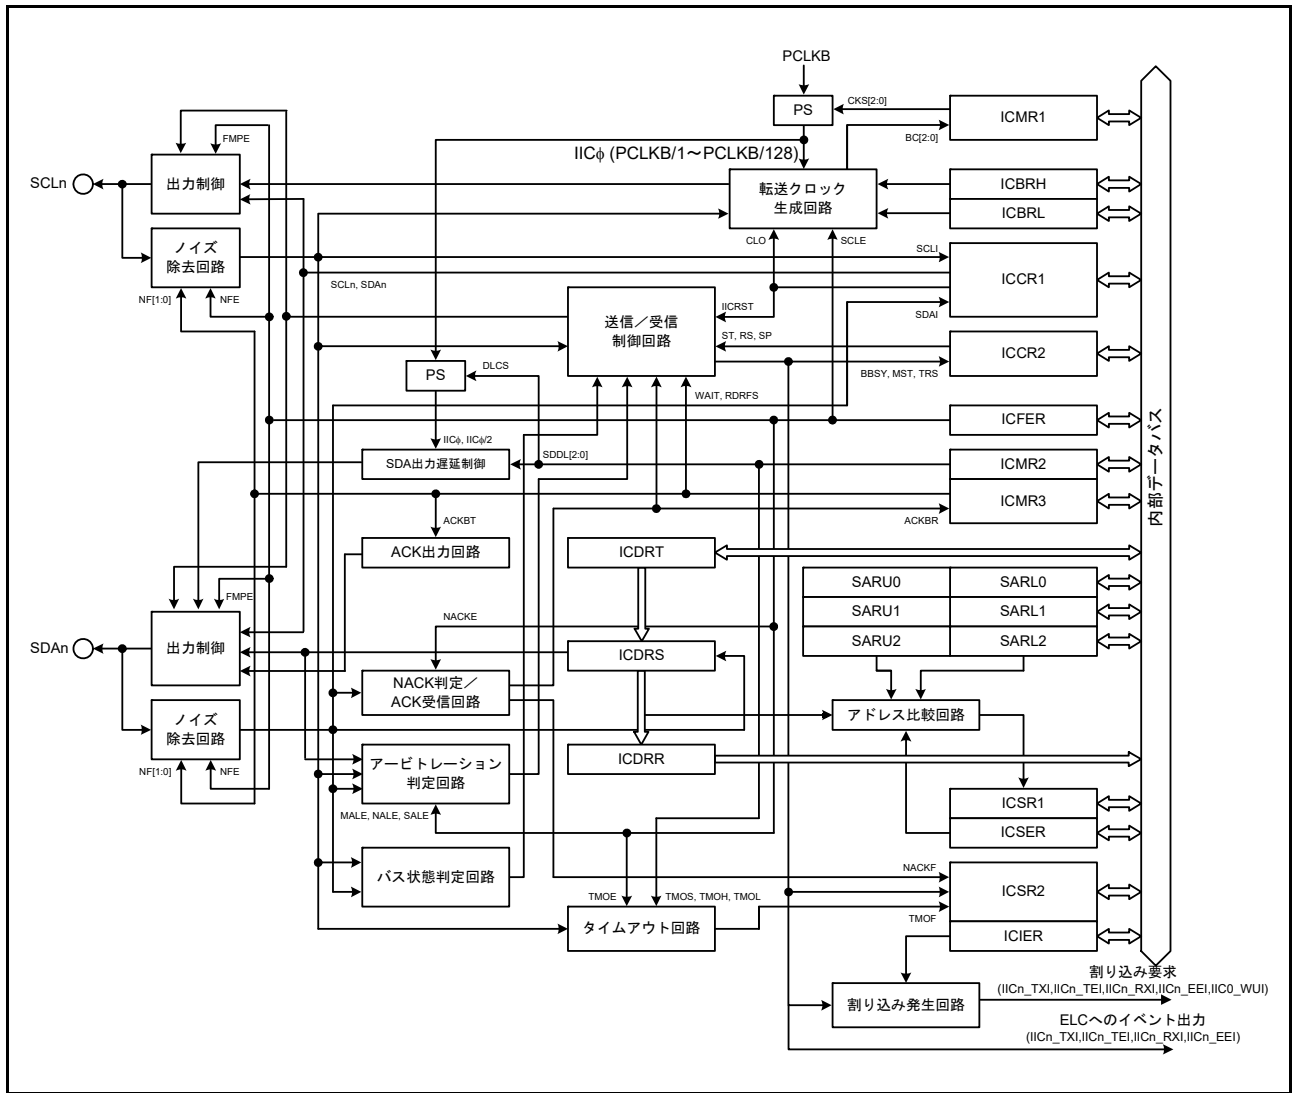 PCLKB
PS
CKS[2:0]
ICMR1
BC[2:0]
FMPE
IICϕ (PCLKB/1～PCLKB/128)
SCLn
出力制御
転送クロック
生成回路
ICBRH
ICBRL
ノイズ
除去回路
CLO
SCLE
SCLI
ICCR1
SCLn, SDAn
NF[1:0]
NFE
IICRST
SDAI
送信／受信
制御回路
ST, RS, SP
ICCR2
BBSY, MST, TRS
PS
DLCS
WAIT, RDRFS
ICFER
IICϕ, IICϕ/2
SDA出力遅延制御
SDDL[2:0]
ICMR2
ICMR3
内部データバス
ACKBT
ACKBR
ACK出力回路
ICDRT
SARU0
SARL0
FMPE
SARU1
SARL1
NACKE
SDAn
出力制御
ICDRS
SARU2
SARL2
NACK判定／
ACK受信回路
アドレス比較回路
ノイズ
除去回路
アービトレーション
判定回路
ICDRR
NF[1:0]
NFE
MALE, NALE, SALE
ICSR1
ICSER
バス状態判定回路
NACKF
ICSR2
TMOE
TMOS, TMOH, TMOL
TMOF
タイムアウト回路
ICIER
割り込み要求
(IICn_TXI,IICn_TEI,IICn_RXI,IICn_EEI,IIC0_WUI)
割り込み発生回路
ELCへのイベント出力
(IICn_TXI,IICn_TEI,IICn_RXI,IICn_EEI)